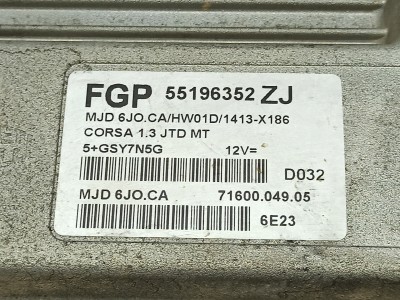 FGP 55196352 ZJ
MJD 6JO.CA/HW01D/1413-X186
CORSA 1.3 JTD MT
5+GSY7N5G 12V=
D032
MJD 6JO.CA 71600.049.05
6E23